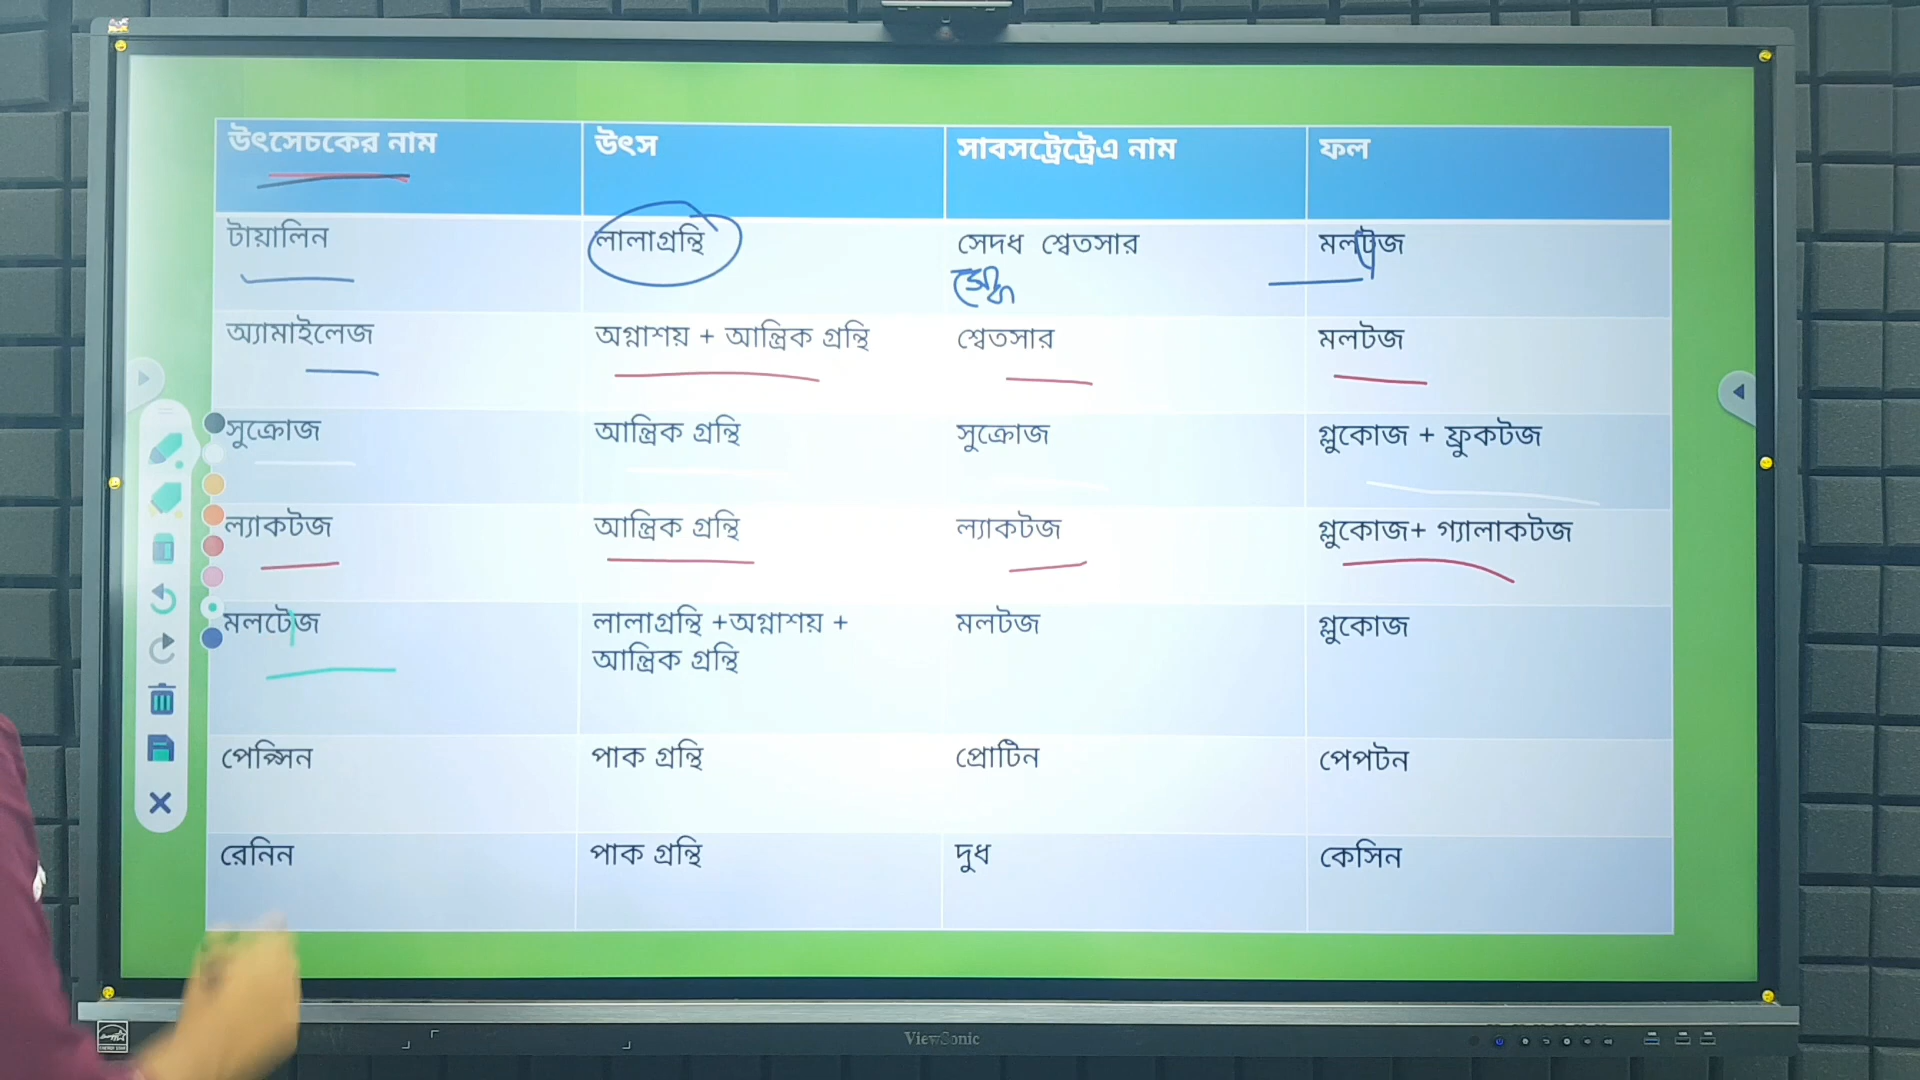 উৎসেচকের নাম উৎস সাবসট্রেট্রেএ নাম ফল
টায়ালিন লালাগ্রন্থি সেদধ শ্বেতসার মলটজ
অ্যামাইলেজ অগ্নাশয় + আন্ত্রিক গ্রন্থি শ্বেতসার মলটজ
সুক্রোজ আন্ত্রিক গ্রন্থি সুক্রোজ গ্লুকোজ + ফ্রুকটজ
ল্যাকটজ আন্ত্রিক গ্রন্থি ল্যাকটজ গ্লুকোজ+ গ্যালাকটজ
মলটেজ লালাগ্রন্থি +অগ্নাশয় + মলটজ গ্লুকোজ
আন্ত্রিক গ্রন্থি
পেপ্সিন পাক গ্রন্থি প্রোটিন পেপটন
রেনিন পাক গ্রন্থি দুধ কেসিন
ViewSonic